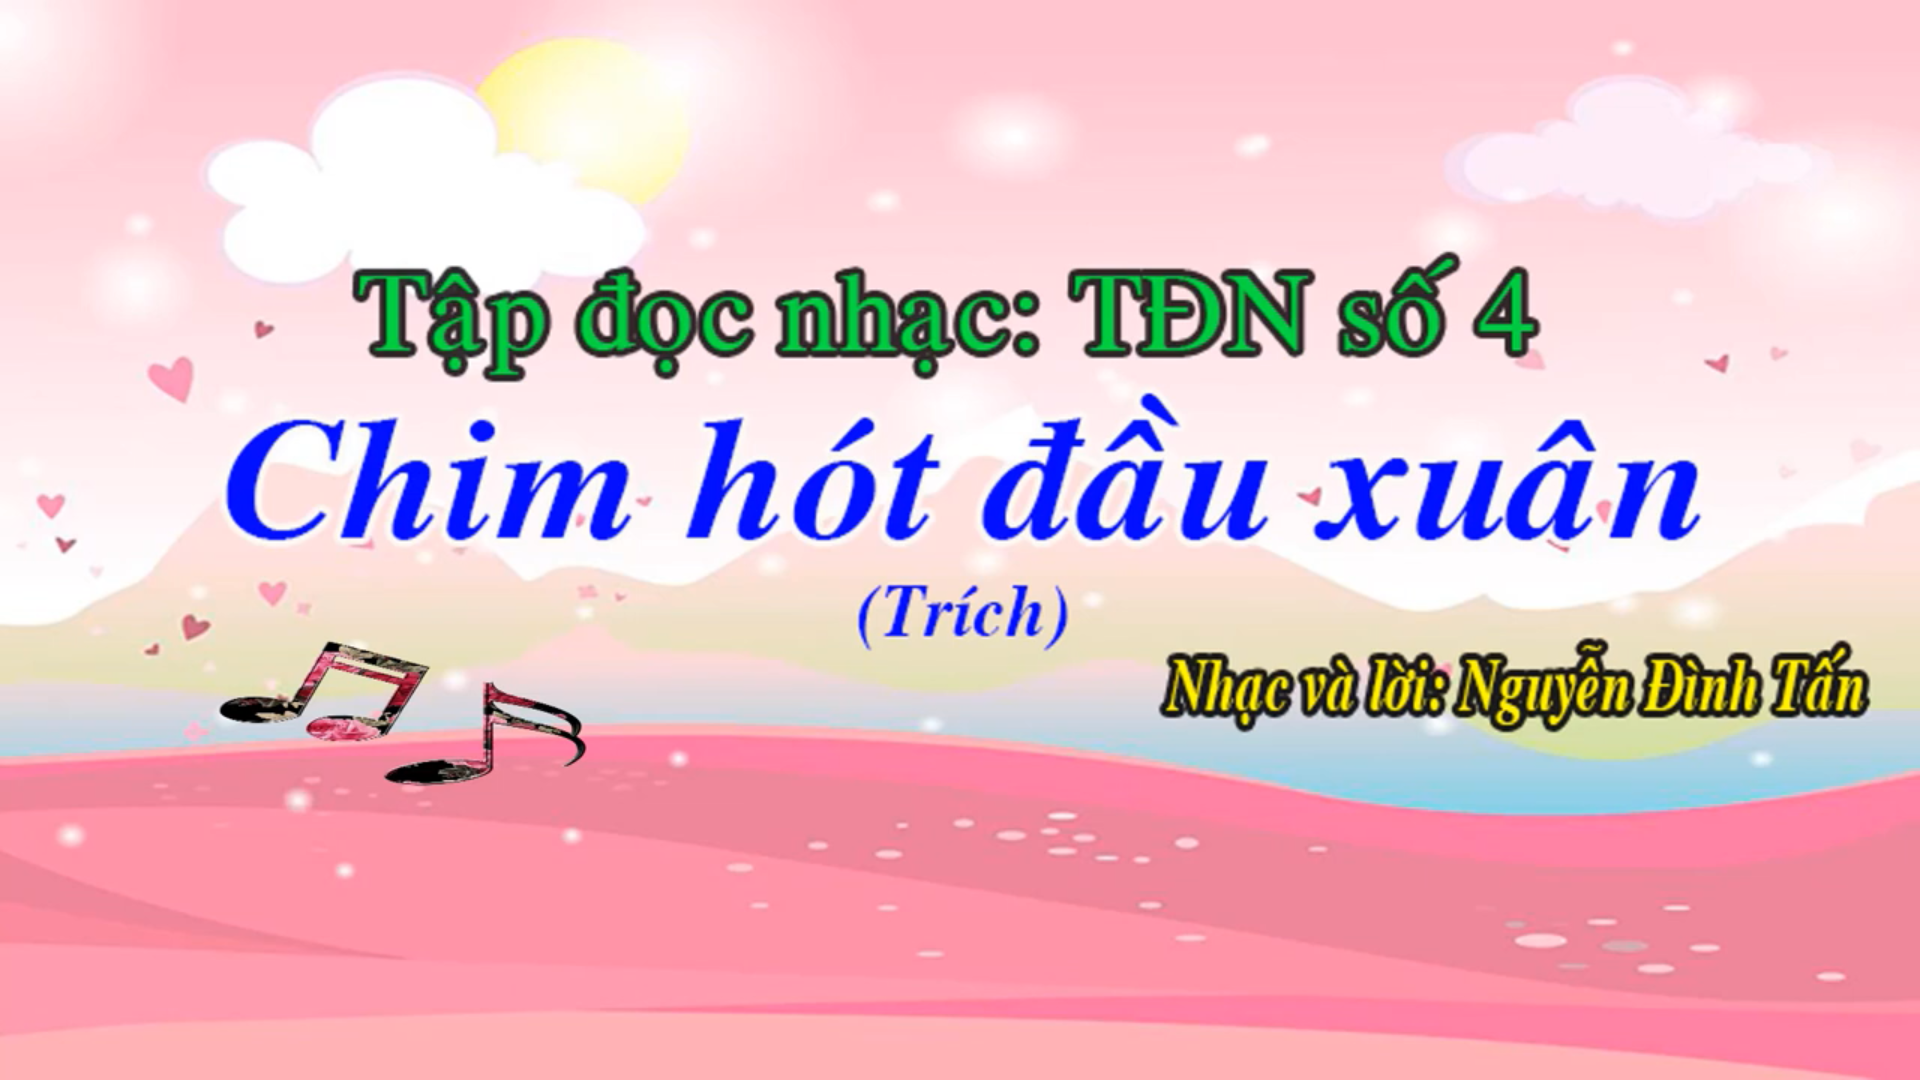 Tập đọc nhạc: TĐN số 4
Chim hót đầu xuân
(Trích)
Nhạc và lời: Nguyễn Đình Tấn